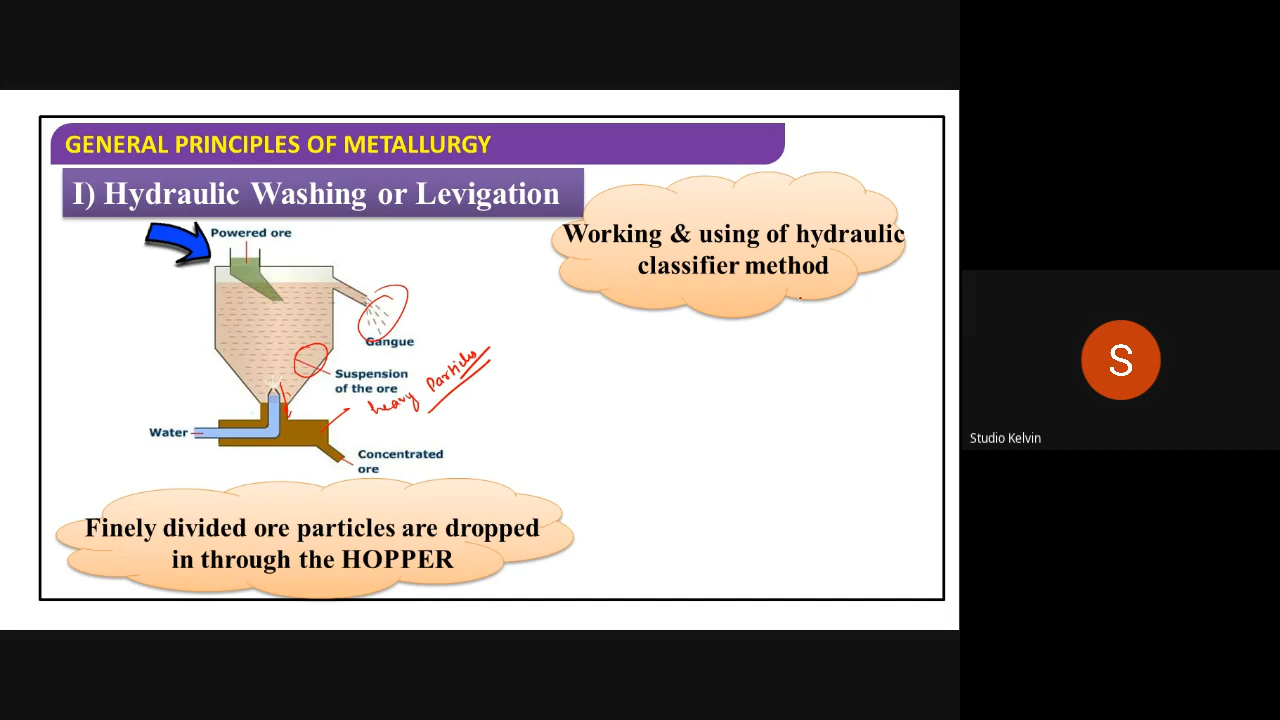 GENERAL PRINCIPLES OF METALLURGY
I) Hydraulic Washing or Levigation
Powered ore
Working & using of hydraulic
classifier method
Gangue
Suspension
of the ore
heavy Particles
Water
Concentrated
ore
Finely divided ore particles are dropped
in through the HOPPER
S
Studio Kelvin